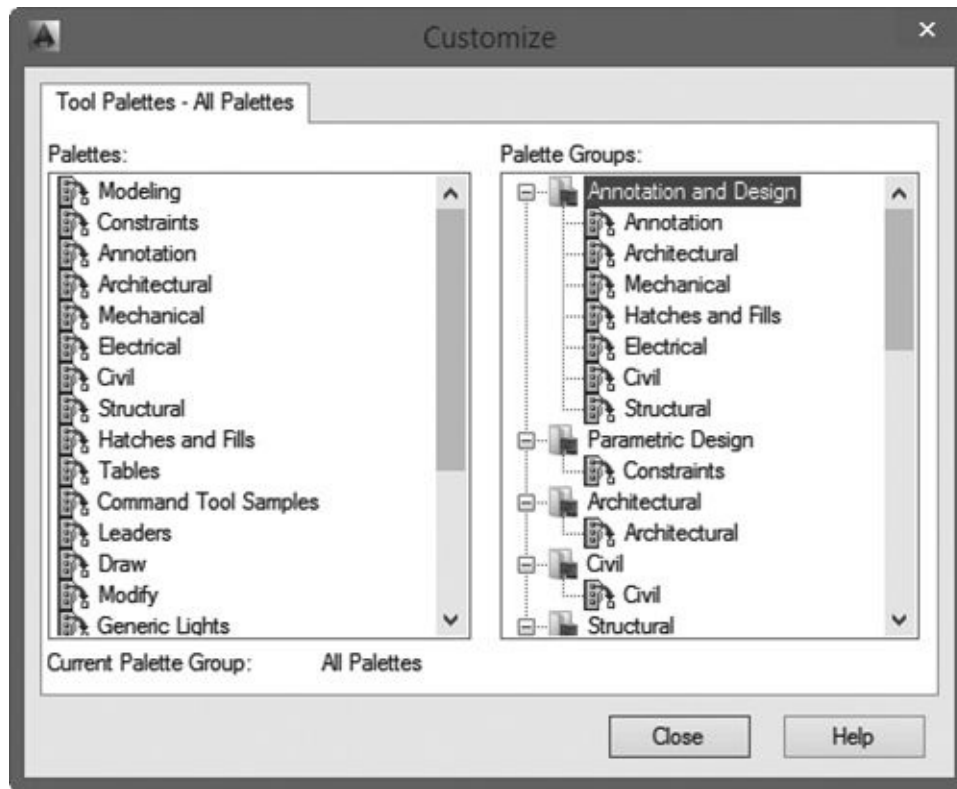 Customize
Tool Palettes - All Palettes
Palettes:
Modeling
Constraints
Annotation
Architectural
Mechanical
Electrical
Civil
Structural
Hatches and Fills
Tables
Command Tool Samples
Leaders
Draw
Modify
Generic Lights
Palette Groups:
Annotation and Design
Annotation
Architectural
Mechanical
Hatches and Fills
Electrical
Civil
Structural
Parametric Design
Constraints
Architectural
Architectural
Civil
Civil
Structural
Current Palette Group: All Palettes
Close
Help